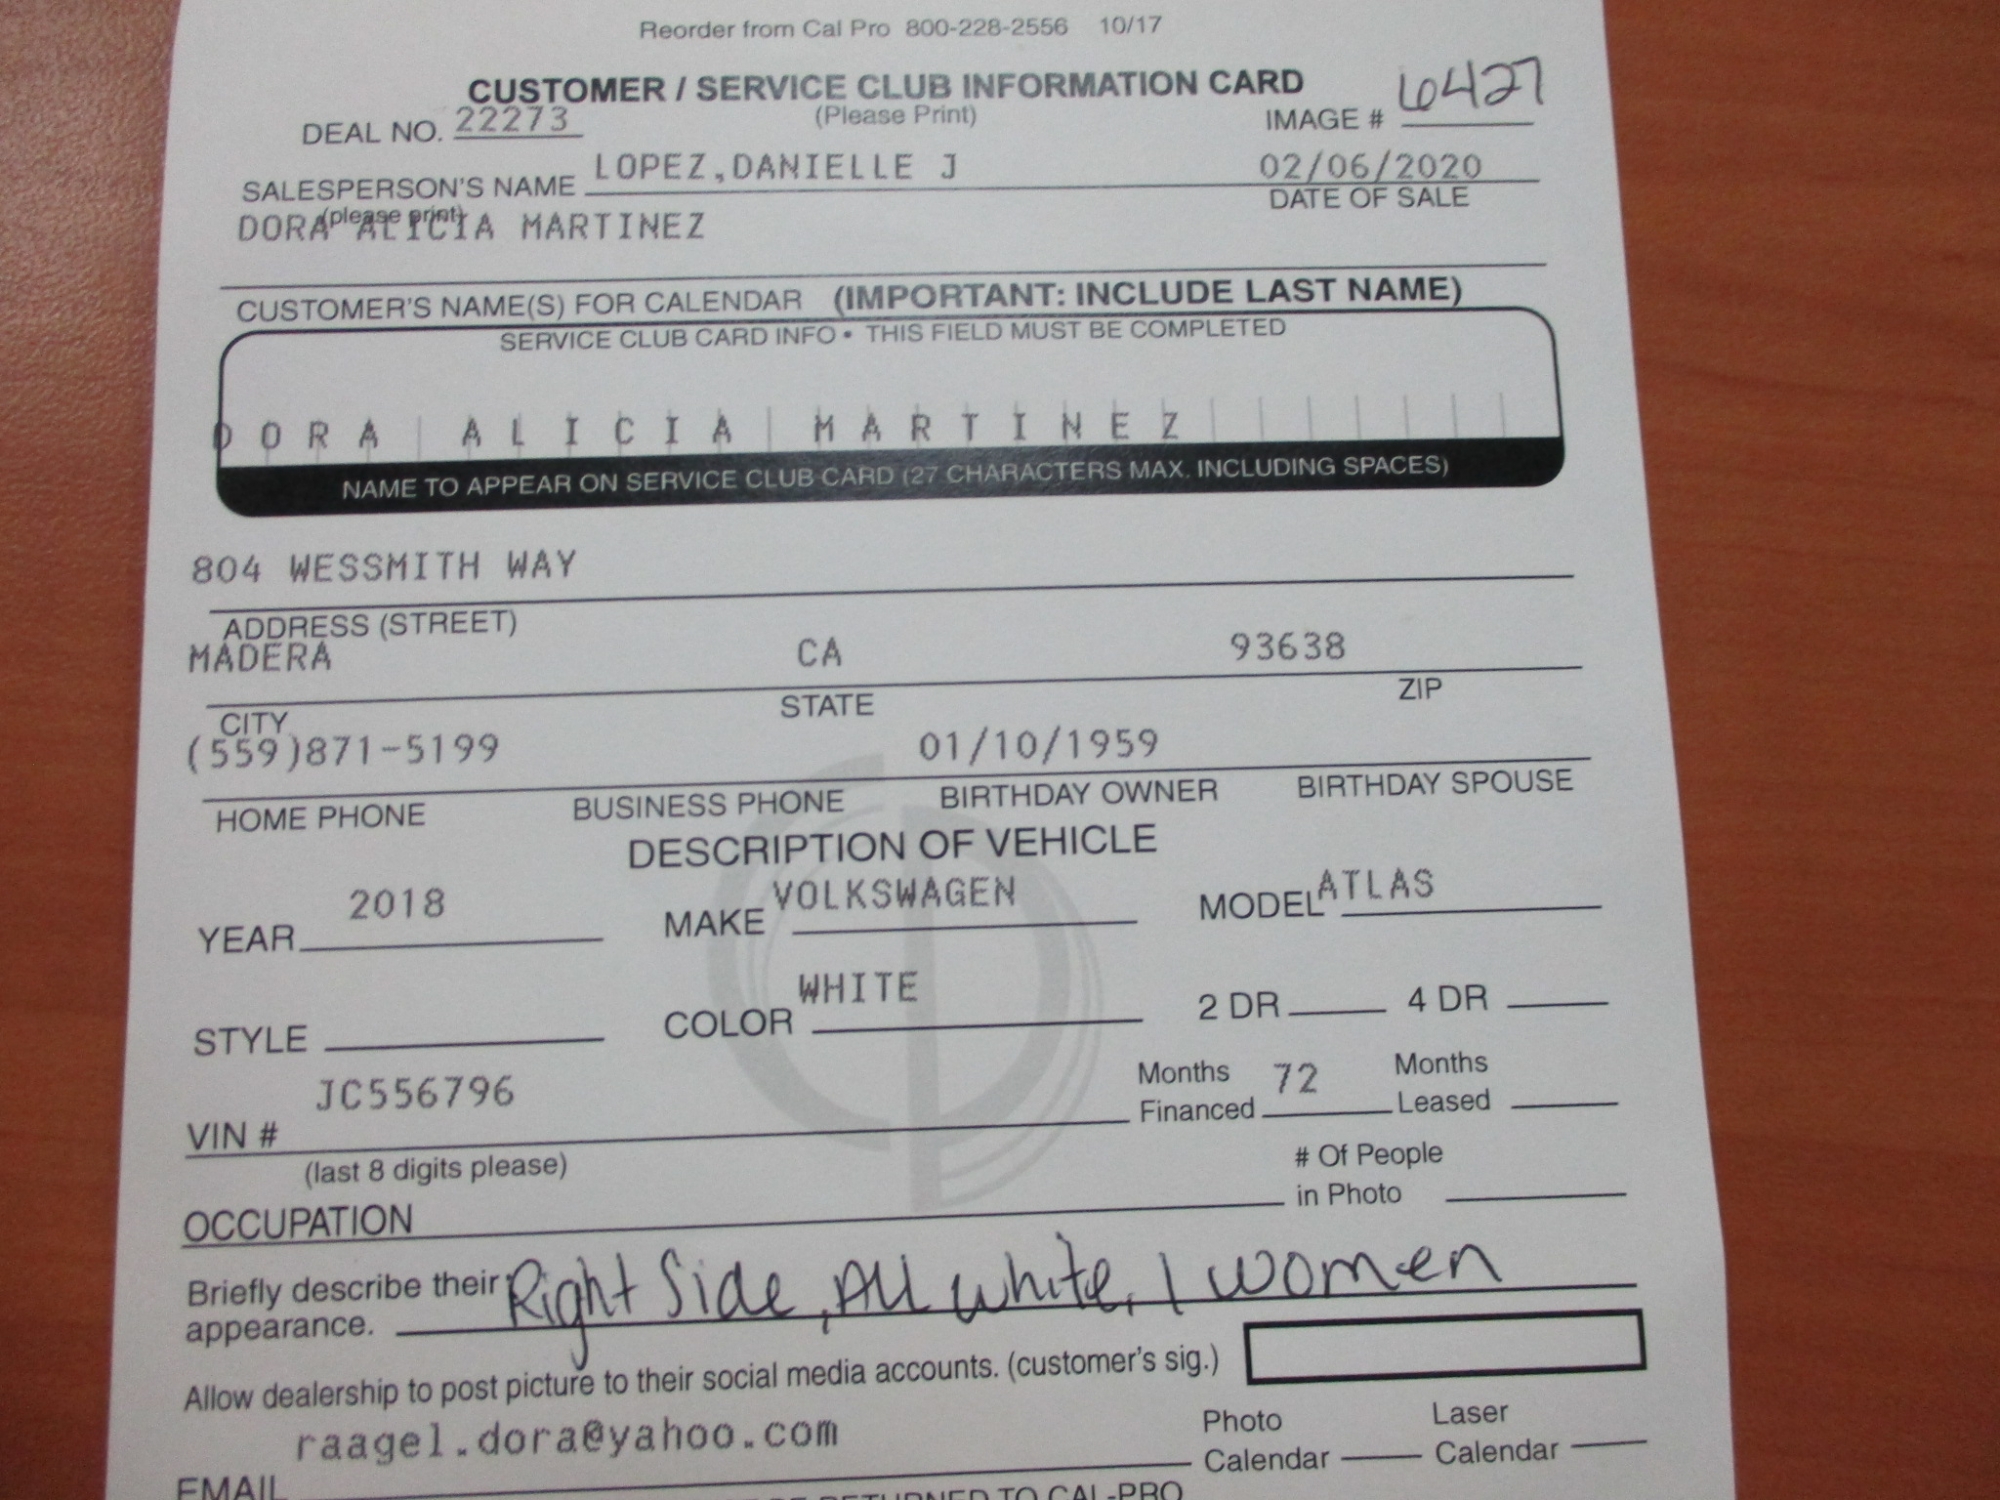 Reorder from Cal Pro 800-228-2556 10/17
CUSTOMER / SERVICE CLUB INFORMATION CARD
(Please Print)
DEAL NO. 22273
IMAGE # 6427
SALESPERSON'S NAME LOPEZ,DANIELLE J
(please print)
02/06/2020
DATE OF SALE
DORA ALICIA MARTINEZ
CUSTOMER'S NAME(S) FOR CALENDAR (IMPORTANT: INCLUDE LAST NAME)
SERVICE CLUB CARD INFO • THIS FIELD MUST BE COMPLETED
DORA ALICIA MARTINEZ
NAME TO APPEAR ON SERVICE CLUB CARD (27 CHARACTERS MAX. INCLUDING SPACES)
804 WESSMITH WAY
ADDRESS (STREET)
MADERA CA 93638
CITY STATE ZIP
(559)871-5199 01/10/1959
HOME PHONE BUSINESS PHONE BIRTHDAY OWNER BIRTHDAY SPOUSE
DESCRIPTION OF VEHICLE
YEAR 2018 MAKE VOLKSWAGEN MODEL ATLAS
STYLE COLOR WHITE 2 DR 4 DR
VIN # JC556796
(last 8 digits please)
Months Financed 72 Months Leased
OCCUPATION
# Of People in Photo
Briefly describe their appearance. Right Side, All white, 1 women
Allow dealership to post picture to their social media accounts. (customer's sig.)
EMAIL raagel.dora@yahoo.com
Photo Calendar Laser Calendar
RETURNED TO CAL-PRO